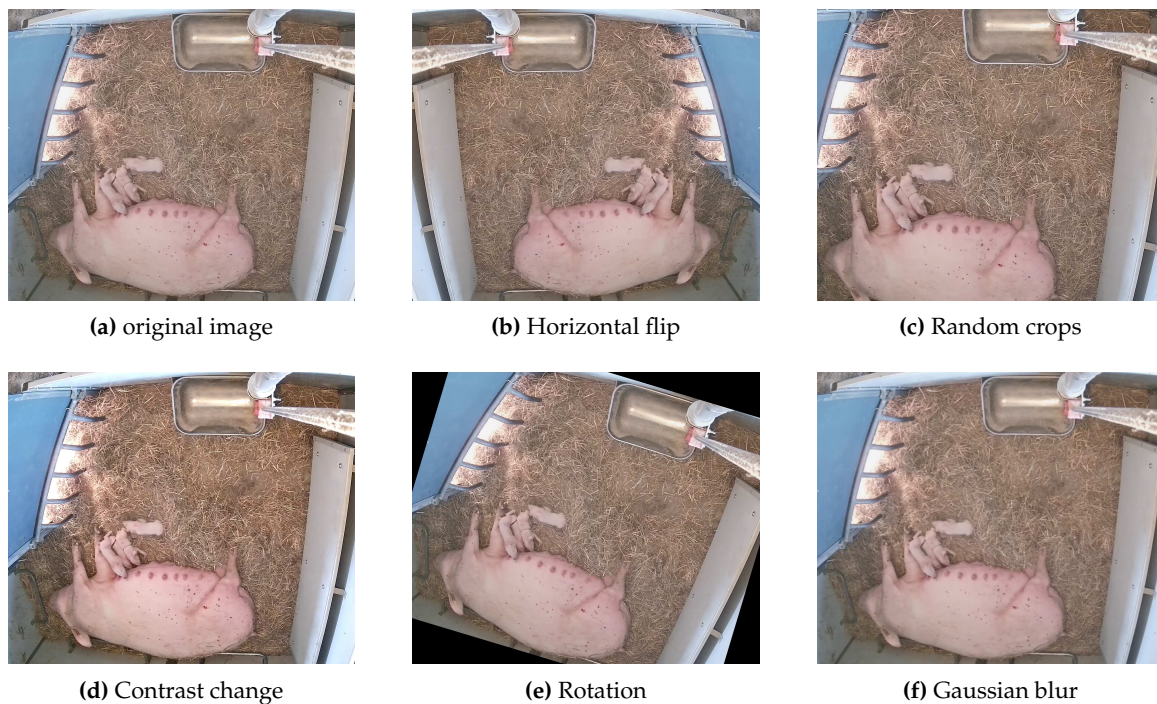 (a) original image
(b) Horizontal flip
(c) Random crops
(d) Contrast change
(e) Rotation
(f) Gaussian blur